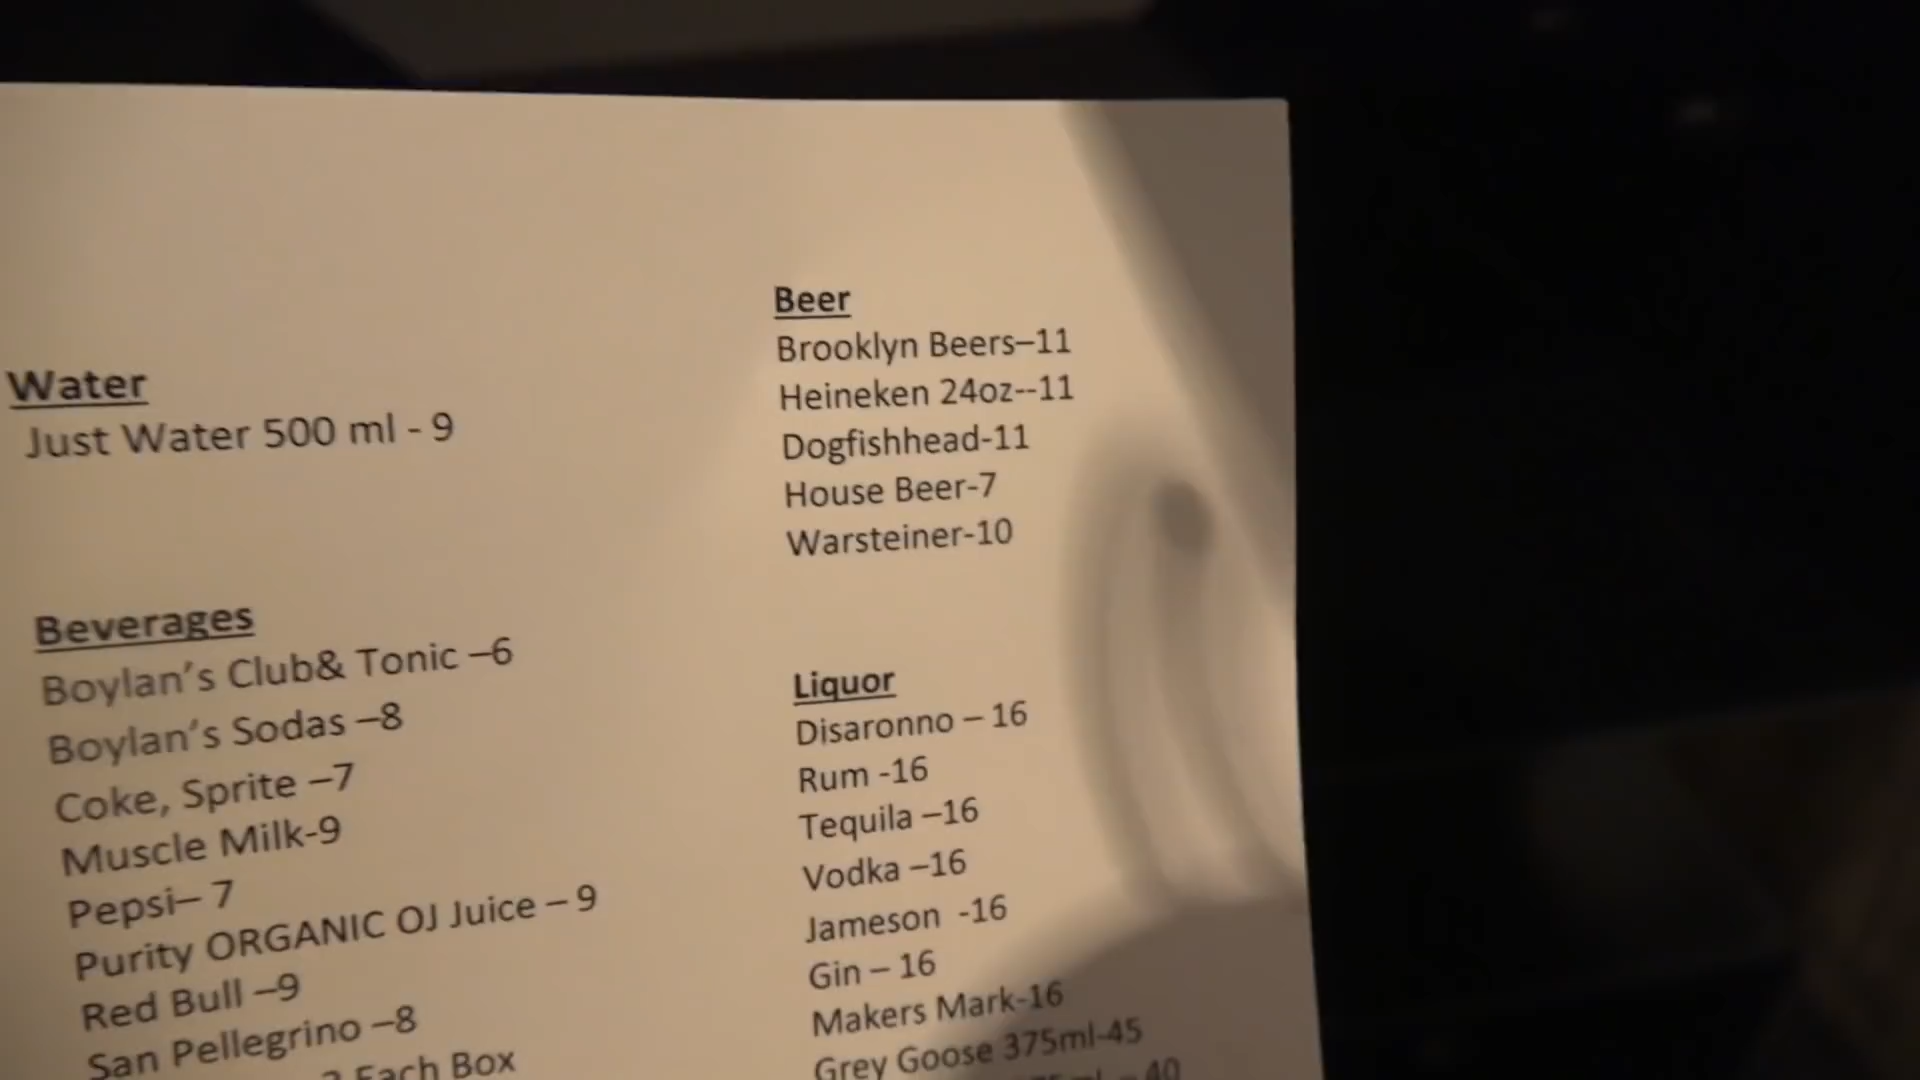 Water
Just Water 500 ml - 9
Beverages
Boylan's Club& Tonic –6
Boylan's Sodas –8
Coke, Sprite –7
Muscle Milk-9
Pepsi– 7
Purity ORGANIC OJ Juice – 9
Red Bull –9
San Pellegrino –8
Each Box
Beer
Brooklyn Beers–11
Heineken 24oz--11
Dogfishhead-11
House Beer-7
Warsteiner-10
Liquor
Disaronno – 16
Rum -16
Tequila –16
Vodka –16
Jameson -16
Gin – 16
Makers Mark-16
Grey Goose 375ml-45
40